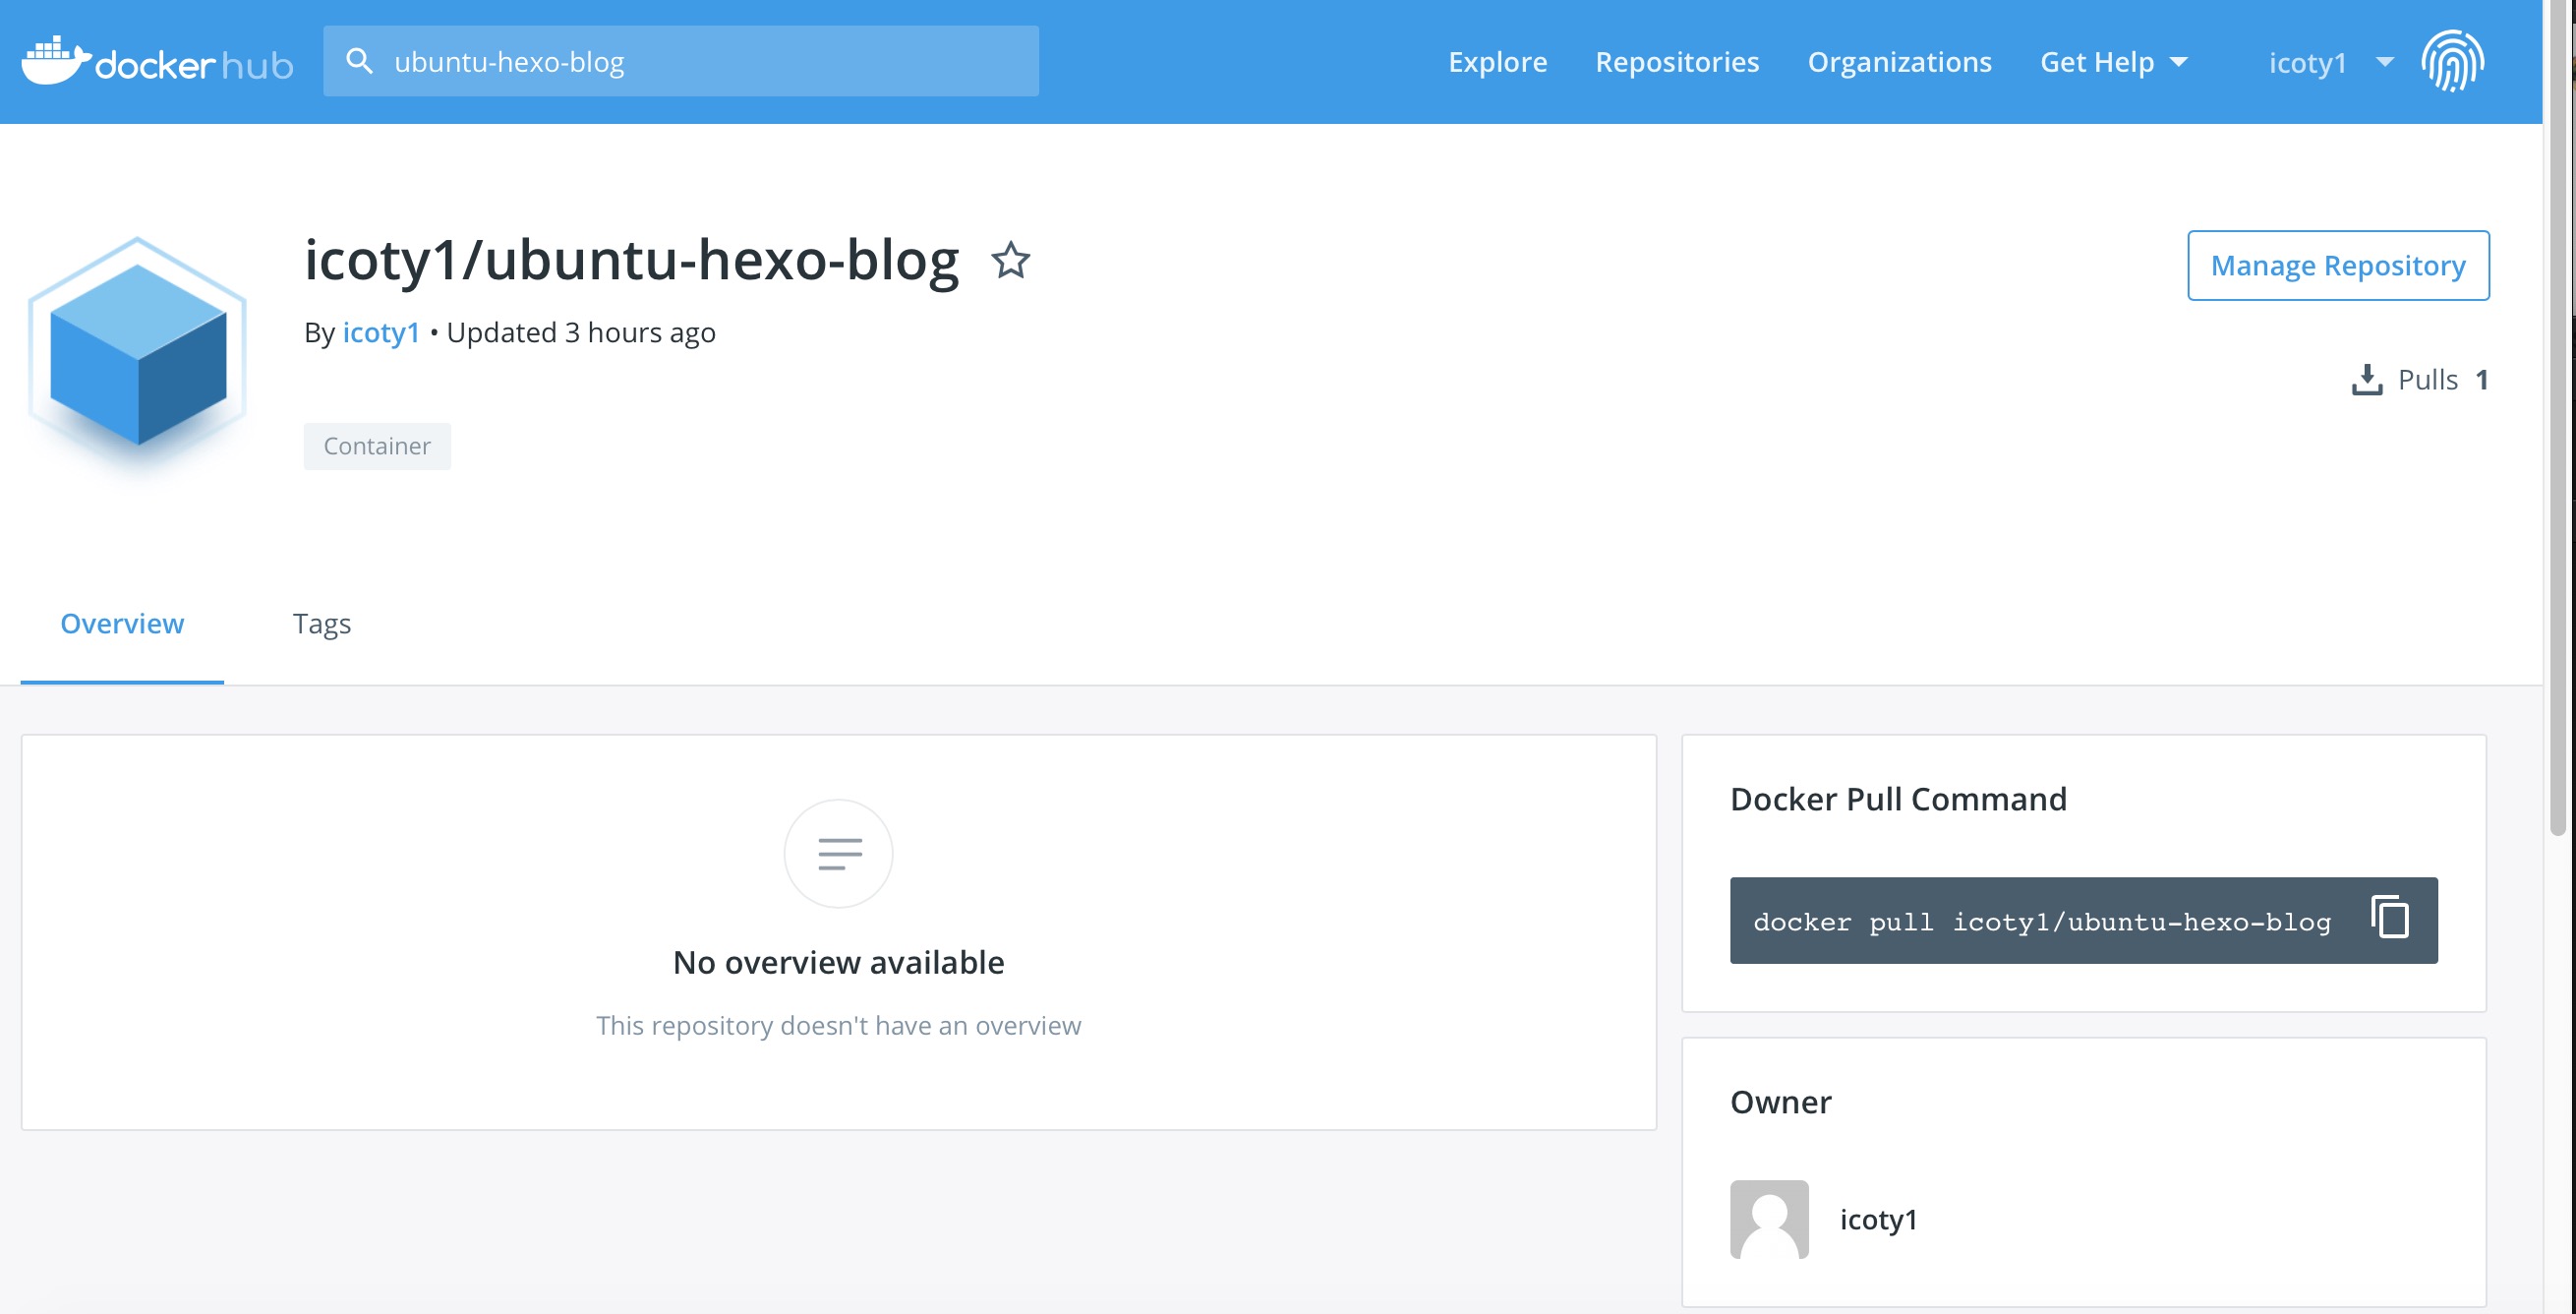 docker hub
ubuntu-hexo-blog
Explore
Repositories
Organizations
Get Help
icoty1
icoty1/ubuntu-hexo-blog
Manage Repository
By icoty1 • Updated 3 hours ago
Pulls 1
Container
Overview
Tags
No overview available
This repository doesn't have an overview
Docker Pull Command
docker pull icoty1/ubuntu-hexo-blog
Owner
icoty1